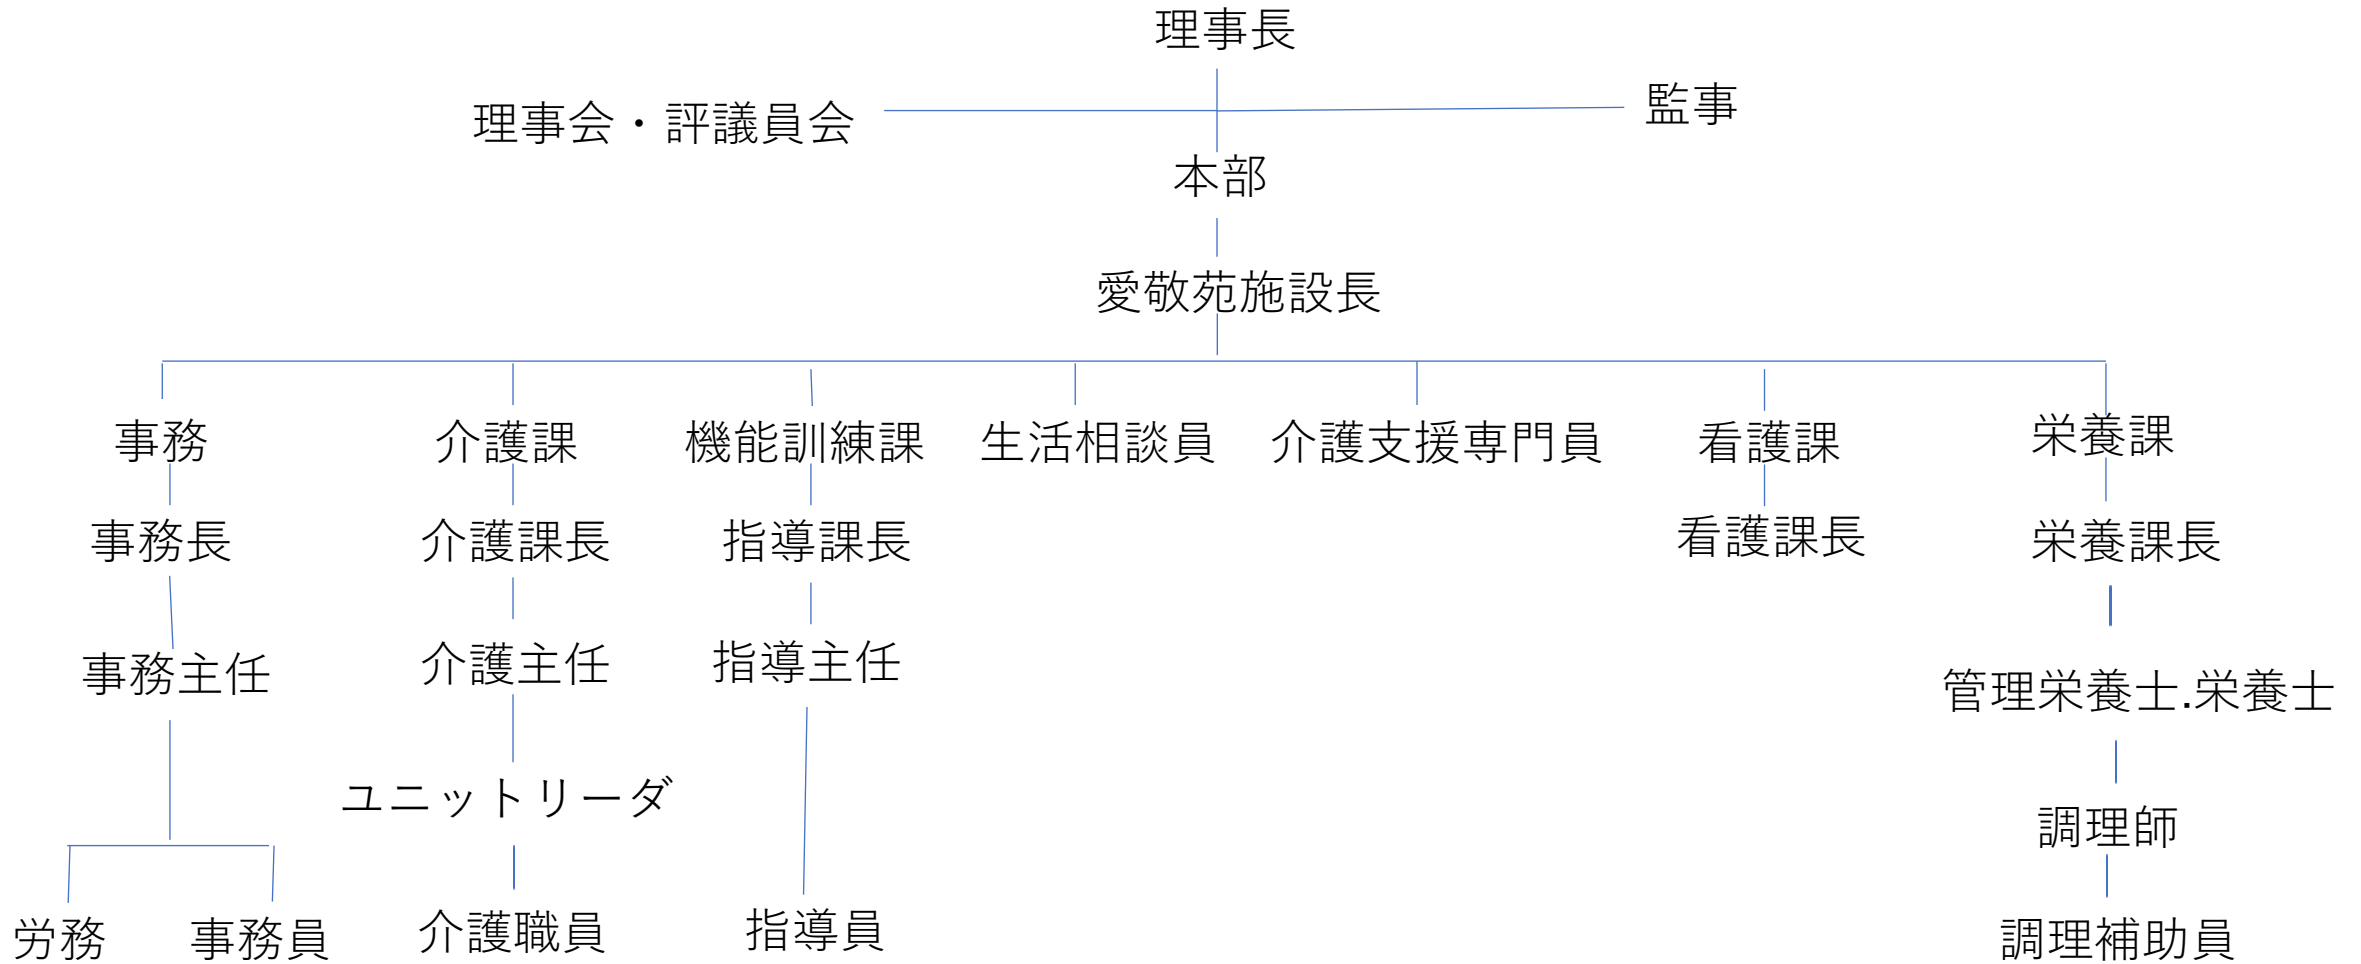 理事長
理事会・評議員会
監事
本部
愛敬苑施設長
事務
介護課
機能訓練課
生活相談員
介護支援専門員
看護課
栄養課
事務長
介護課長
指導課長
看護課長
栄養課長
事務主任
介護主任
指導主任
管理栄養士.栄養士
ユニットリーダ
調理師
労務
事務員
介護職員
指導員
調理補助員